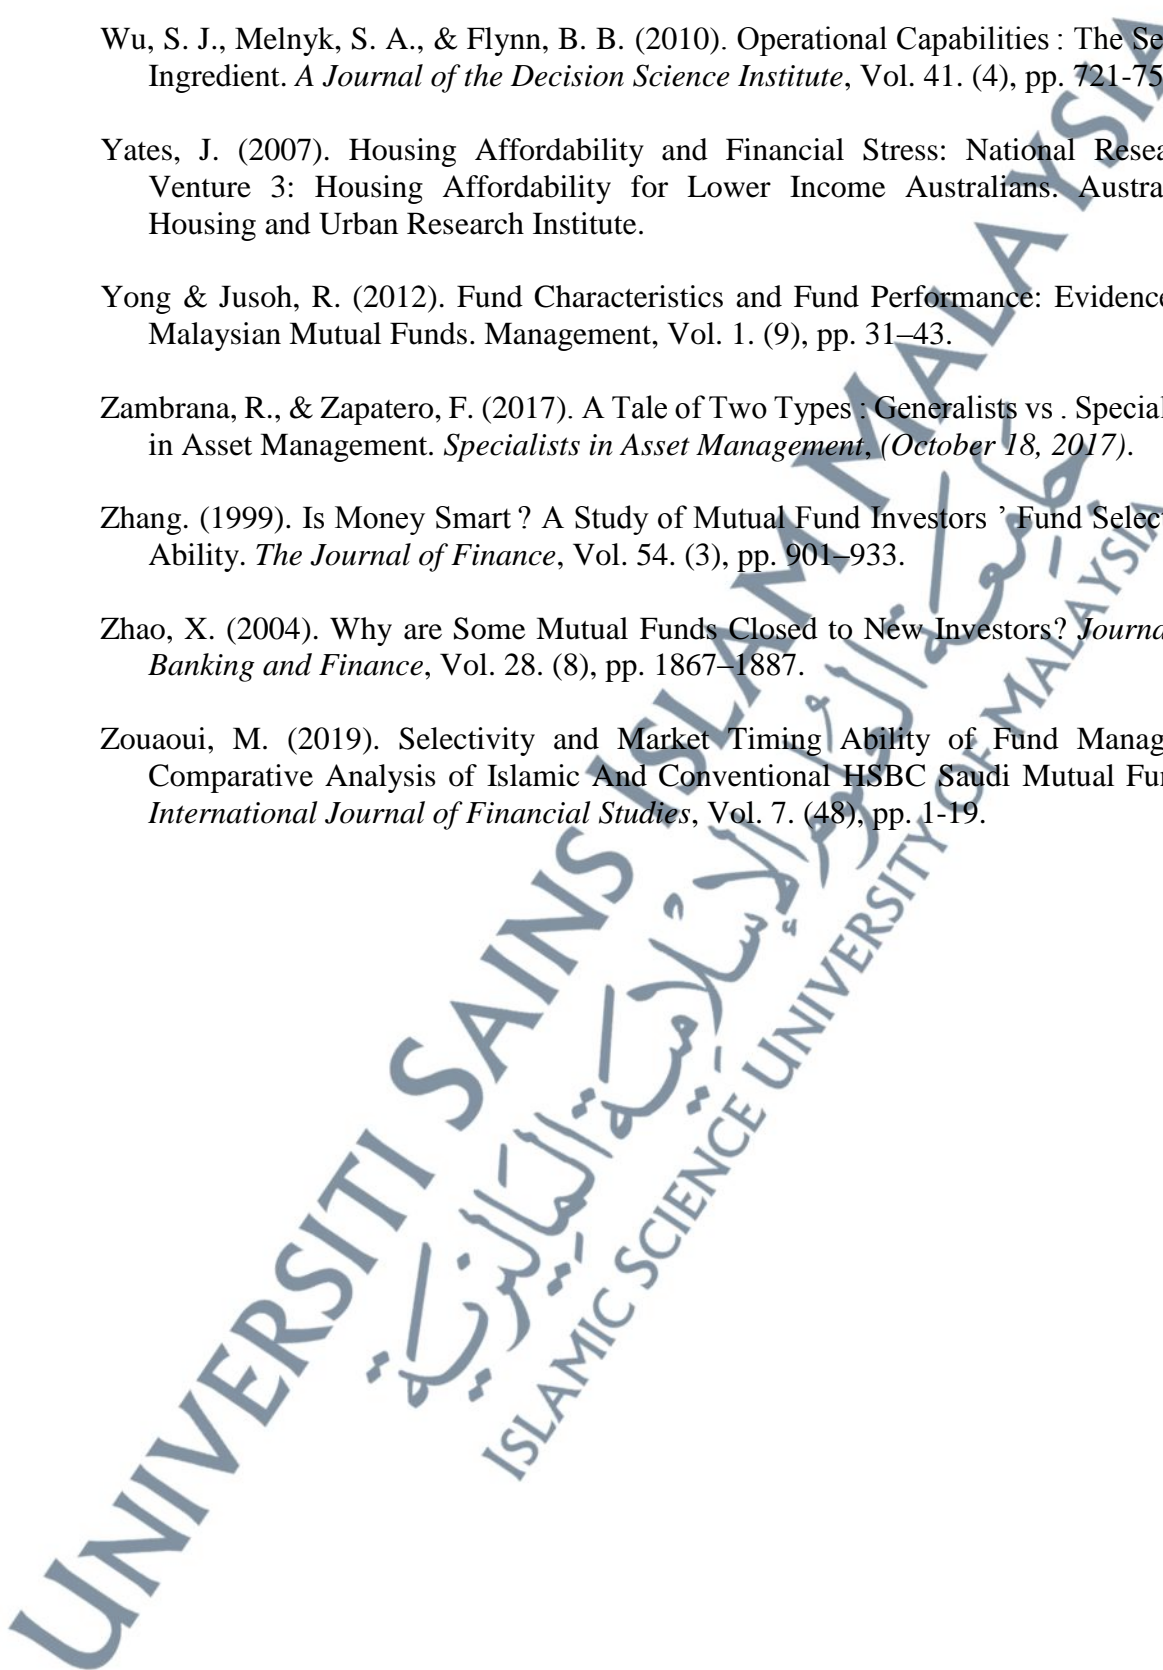 Wu, S. J., Melnyk, S. A., & Flynn, B. B. (2010). Operational Capabilities : The Se
Ingredient. A Journal of the Decision Science Institute, Vol. 41. (4), pp. 721-75
Yates, J. (2007). Housing Affordability and Financial Stress: National Resea
Venture 3: Housing Affordability for Lower Income Australians. Austra
Housing and Urban Research Institute.
Yong & Jusoh, R. (2012). Fund Characteristics and Fund Performance: Evidence
Malaysian Mutual Funds. Management, Vol. 1. (9), pp. 31–43.
Zambrana, R., & Zapatero, F. (2017). A Tale of Two Types : Generalists vs . Special
in Asset Management. Specialists in Asset Management, (October 18, 2017).
Zhang. (1999). Is Money Smart ? A Study of Mutual Fund Investors ’ Fund Select
Ability. The Journal of Finance, Vol. 54. (3), pp. 901–933.
Zhao, X. (2004). Why are Some Mutual Funds Closed to New Investors? Journa
Banking and Finance, Vol. 28. (8), pp. 1867–1887.
Zouaoui, M. (2019). Selectivity and Market Timing Ability of Fund Manag
Comparative Analysis of Islamic And Conventional HSBC Saudi Mutual Fu
International Journal of Financial Studies, Vol. 7. (48), pp. 1-19.
UNIVERSITI SAINS ISLAM MALAYSIA
جامعة العلوم الإسلامية الماليزية
ISLAMIC SCIENCE UNIVERSITY OF MALAYSIA